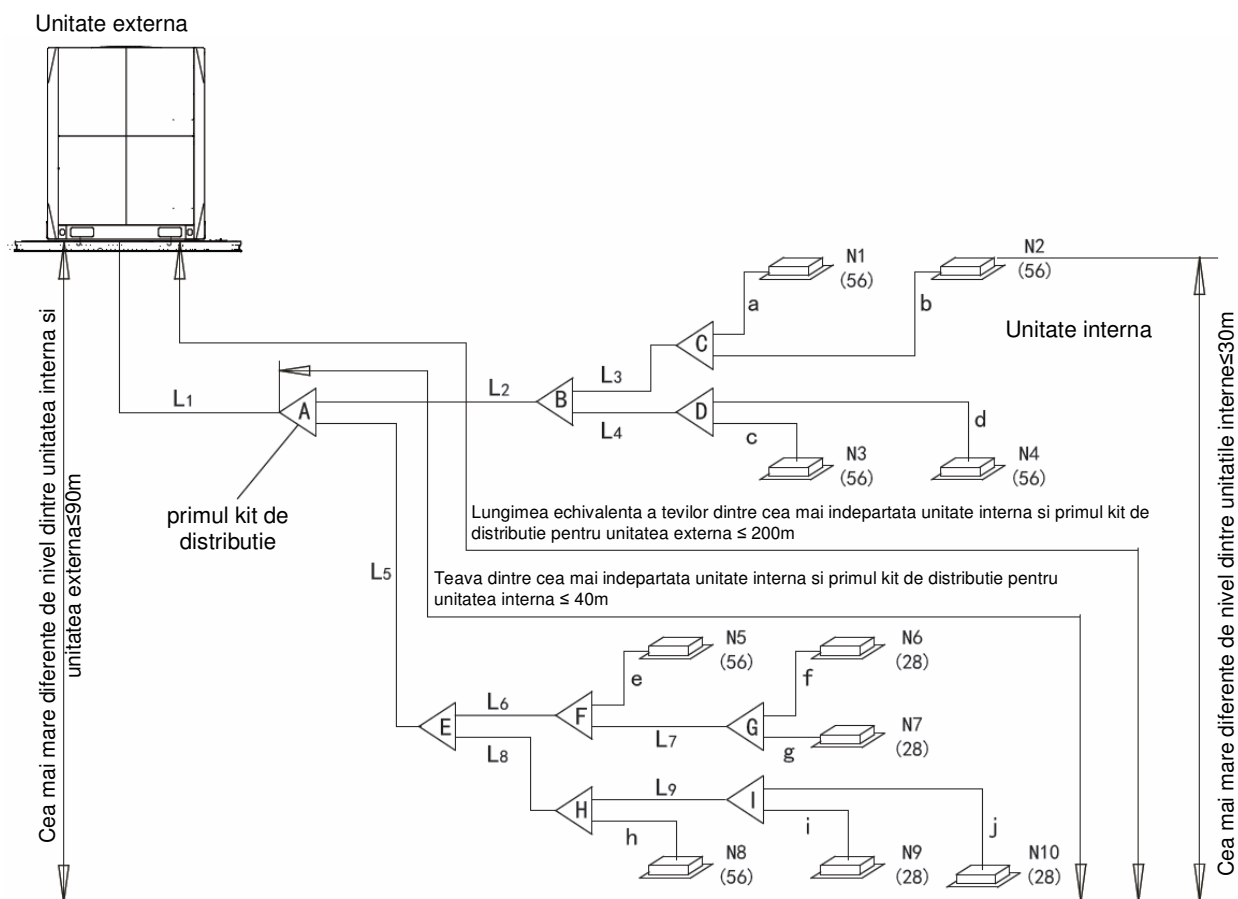 Unitate externa
Cea mai mare diferente de nivel dintre unitatea interna si
unitatea externa≤90m
N1
(56)
N2
(56)
a
b
Unitate interna
C
L3
L2
B
L1
A
L4
D
c
d
N3
(56)
N4
(56)
primul kit de
distributie
Lungimea echivalenta a tevilor dintre cea mai indepartata unitate interna si primul kit de
distributie pentru unitatea externa ≤ 200m
L5
Teava dintre cea mai indepartata unitate interna si primul kit de distributie pentru
unitatea interna ≤ 40m
N5
(56)
N6
(28)
e
f
L6
F
E
L7
G
g
N7
(28)
L8
L9
I
H
h
i
j
N8
(56)
N9
(28)
N10
(28)
Cea mai mare diferente de nivel dintre unitatile interne≤30m